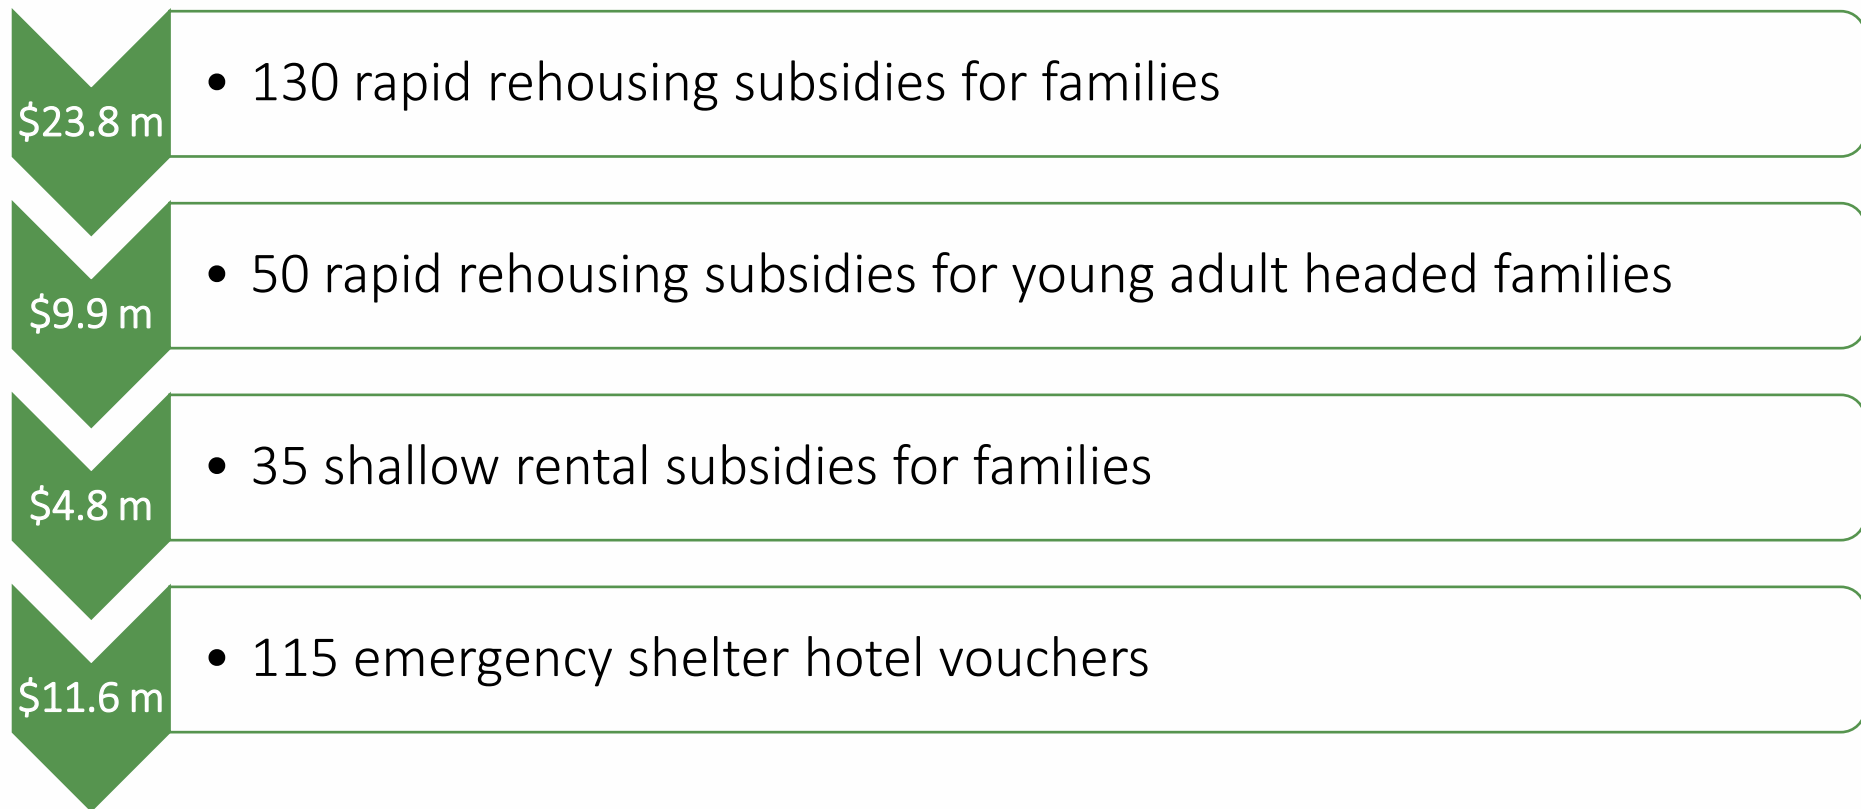 $23.8 m
• 130 rapid rehousing subsidies for families
$9.9 m
• 50 rapid rehousing subsidies for young adult headed families
$4.8 m
• 35 shallow rental subsidies for families
$11.6 m
• 115 emergency shelter hotel vouchers